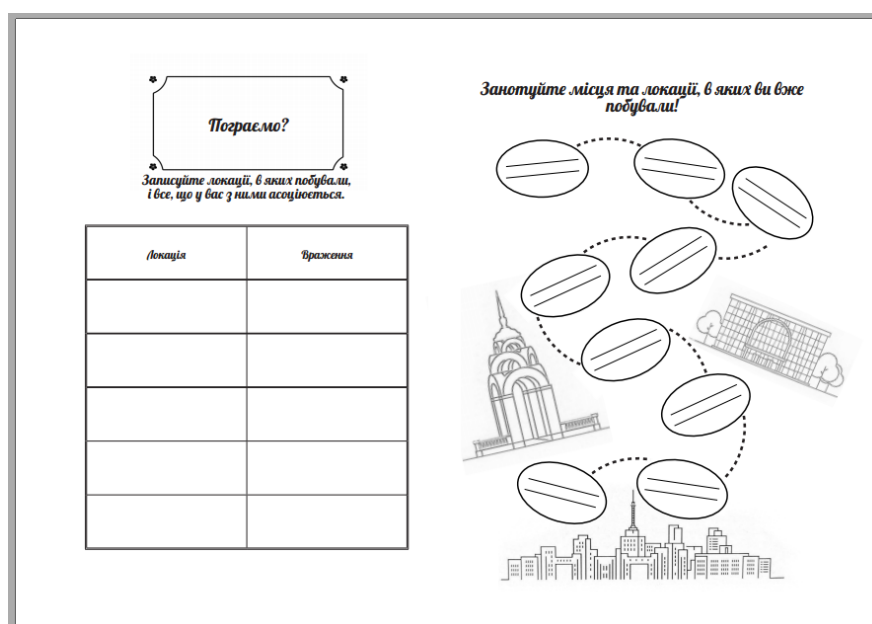 Пограємо?
Записуйте локації, в яких побували,
і все, що у вас з ними асоціюється.
Локація
Враження
Занотуйте місця та локації, в яких ви вже
побували!